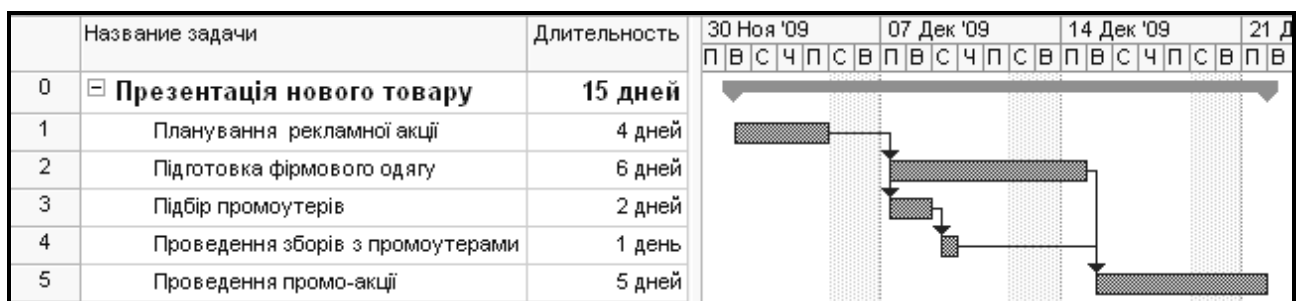 Название задачи Длительность 30 Ноя '09 07 Дек '09 14 Дек '09 21 Д
П В С Ч П С В П В С Ч П С В П В С Ч П С В П В
0 Презентація нового товару 15 дней
1 Планування рекламної акції 4 дней
2 Підготовка фірмового одягу 6 дней
3 Підбір промоутерів 2 дней
4 Проведення зборів з промоутерами 1 день
5 Проведення промо-акції 5 дней